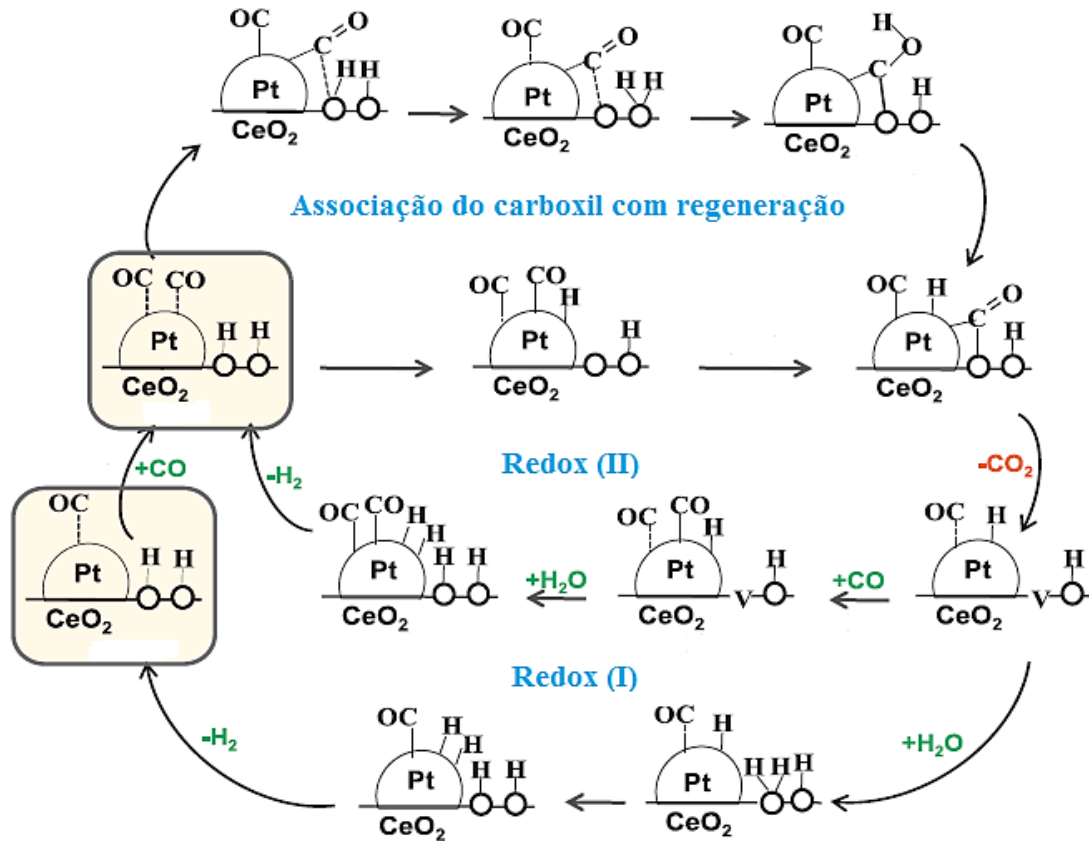 OC C O H H Pt CeO₂
OC C O H H Pt CeO₂
OC C O H H Pt CeO₂
Associação do carboxil com regeneração
OC CO H H Pt CeO₂
OC CO H H Pt CeO₂
OC H C O H Pt CeO₂
+CO
-H₂
Redox (II)
-CO₂
OC H H Pt CeO₂
OC CO H H H H Pt CeO₂
+H₂O
OC CO H H Pt V CeO₂
+CO
OC H H Pt V CeO₂
Redox (I)
-H₂
OC H H H H Pt CeO₂
OC H H H H Pt CeO₂
+H₂O